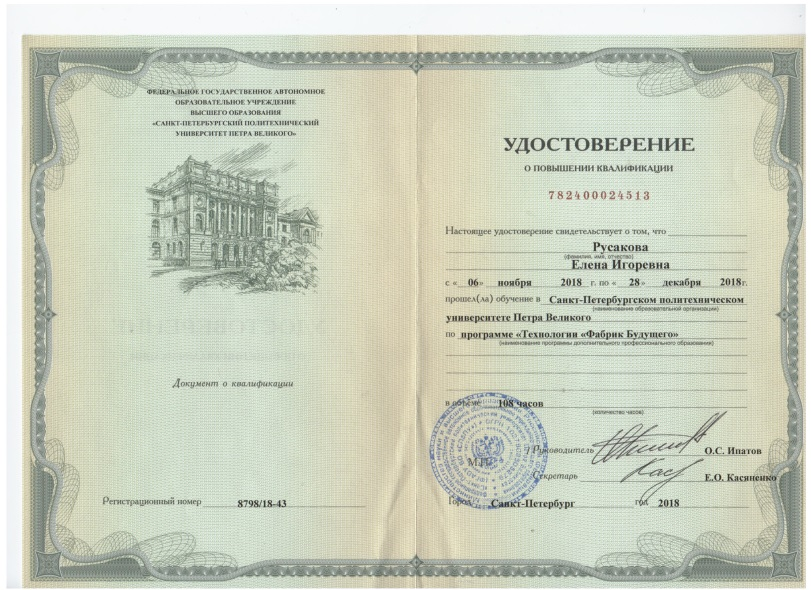 ФЕДЕРАЛЬНОЕ ГОСУДАРСТВЕННОЕ АВТОНОМНОЕ
ОБРАЗОВАТЕЛЬНОЕ УЧРЕЖДЕНИЕ
ВЫСШЕГО ОБРАЗОВАНИЯ
«САНКТ-ПЕТЕРБУРГСКИЙ ПОЛИТЕХНИЧЕСКИЙ
УНИВЕРСИТЕТ ПЕТРА ВЕЛИКОГО»
Документ о квалификации
Регистрационный номер 8798/18-43
УДОСТОВЕРЕНИЕ
О ПОВЫШЕНИИ КВАЛИФИКАЦИИ
782400024513
Настоящее удостоверение свидетельствует о том, что
Русакова
(фамилия, имя, отчество)
Елена Игоревна
с «06» ноября 2018 г. по «28» декабря 2018г.
прошел(ла) обучение в Санкт-Петербургском политехническом
(наименование образовательной организации)
университете Петра Великого
по программе «Технологии «Фабрик Будущего»
(наименование программы дополнительного профессионального образования)
в объеме 108 часов
(количество часов)
Руководитель О.С. Ипатов
М.П.
Секретарь Е.О. Касяненко
Город Санкт-Петербург год 2018